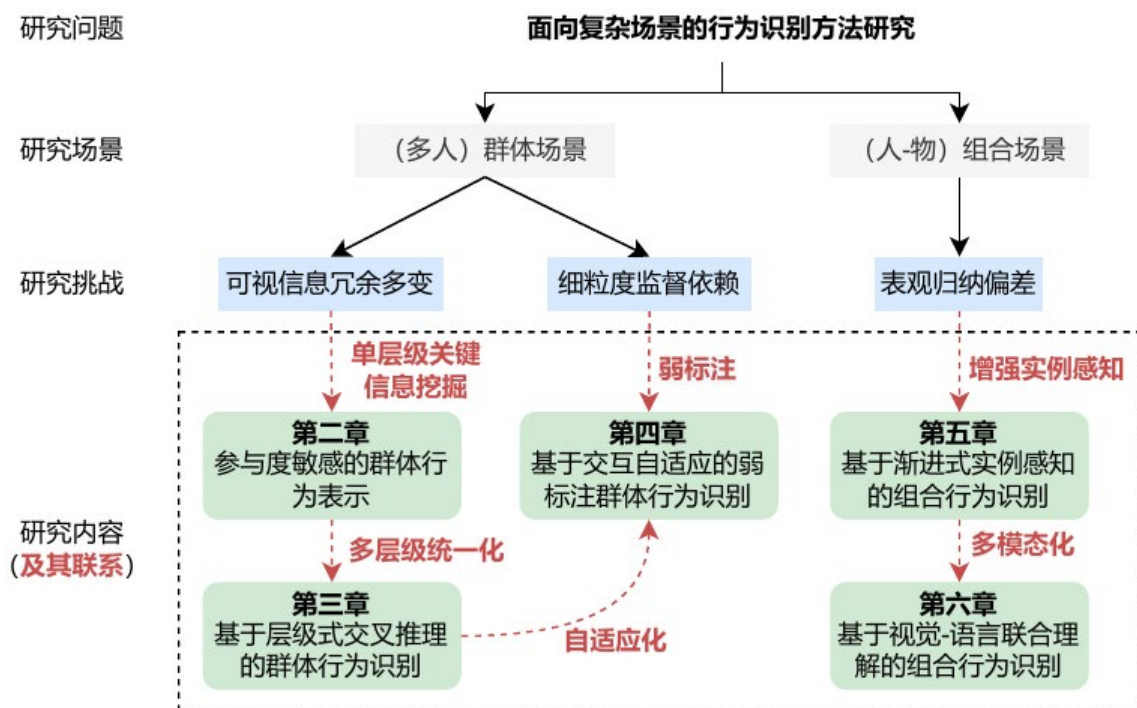 研究问题
面向复杂场景的行为识别方法研究
研究场景
（多人）群体场景
（人-物）组合场景
研究挑战
可视信息冗余多变
细粒度监督依赖
表观归纳偏差
单层级关键
信息挖掘
弱标注
增强实例感知
第二章
参与度敏感的群体行
为表示
第四章
基于交互自适应的弱
标注群体行为识别
第五章
基于渐进式实例感知
的组合行为识别
研究内容
（及其联系）
多层级统一化
多模态化
第三章
基于层级式交叉推理
的群体行为识别
自适应化
第六章
基于视觉-语言联合理
解的组合行为识别